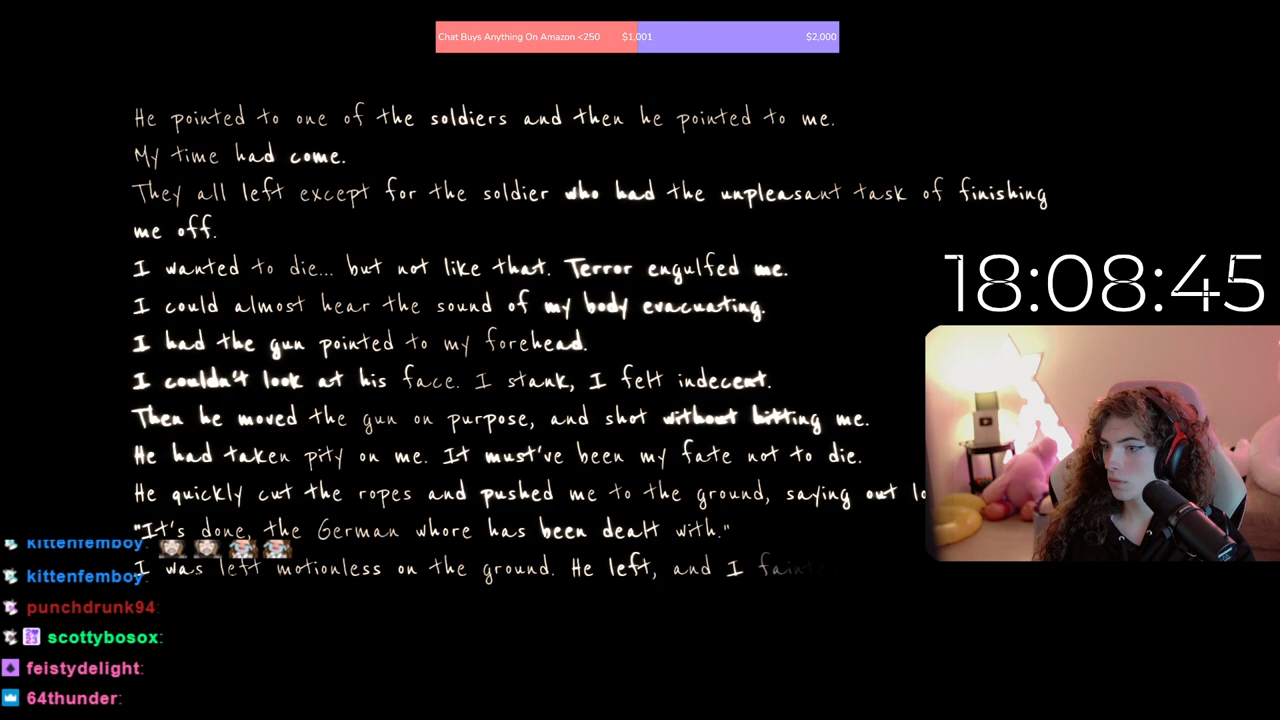 Chat Buys Anything On Amazon <250 $1,001 $2,000
He pointed to one of the soldiers and then he pointed to me.
My time had come.
They all left except for the soldier who had the unpleasant task of finishing
me off.
I wanted to die... but not like that. Terror engulfed me.
I could almost hear the sound of my body evacuating.
I had the gun pointed to my forehead.
I couldn't look at his face. I stank, I felt indecent.
Then he moved the gun on purpose, and shot without hitting me.
He had taken pity on me. It must've been my fate not to die.
He quickly cut the ropes and pushed me to the ground, saying out lo
"It's done, the German whore has been dealt with."
I was left motionless on the ground. He left, and I fainte
18:08:45
kittenfemboy:
kittenfemboy:
punchdrunk94:
scottybosox:
feistydelight:
64thunder: